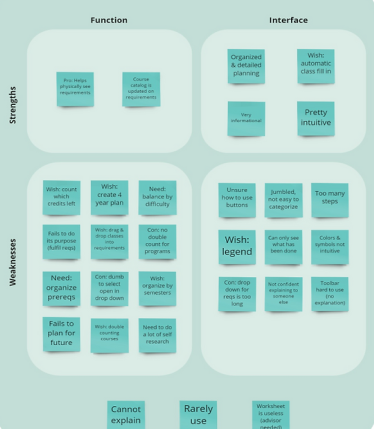 Function
Interface
Strengths
Pro: Helps
physically see
requirements
Course
catalog is
updated on
requirements
Organized
& detailed
planning
Wish:
automatic
class fill in
Very
informational
Pretty
intuitive
Weaknesses
Wish: count
which
credits left
Wish:
create 4
year plan
Need:
balance by
difficulty
Fails to do
its purpose
(fulfil reqs)
Wish: drag &
drop classes
into
requirements
Con: no
double
count for
programs
Need:
organize
prereqs
Con: dumb
to select
open in
drop down
Wish:
organize by
semesters
Fails to
plan for
future
Wish: double
counting
courses
Need to do
a lot of self
research
Unsure
how to use
buttons
Jumbled,
not easy to
categorize
Too many
steps
Wish:
legend
Can only see
what has
been done
Colors &
symbols not
intuitive
Con: drop
down for
reqs is too
long
Not confident
explaining to
someone
else
Toolbar
hard to use
(no
explanation)
Cannot
explain
Rarely
use
Worksheet
is useless
(advisor
needed)